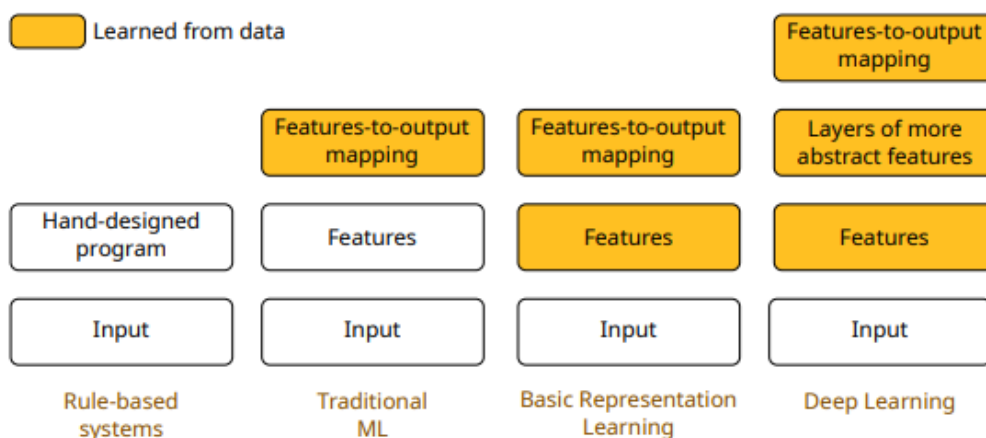 Learned from data
Features-to-output
mapping
Features-to-output
mapping
Features-to-output
mapping
Layers of more
abstract features
Hand-designed
program
Features
Features
Features
Input
Input
Input
Input
Rule-based
systems
Traditional
ML
Basic Representation
Learning
Deep Learning